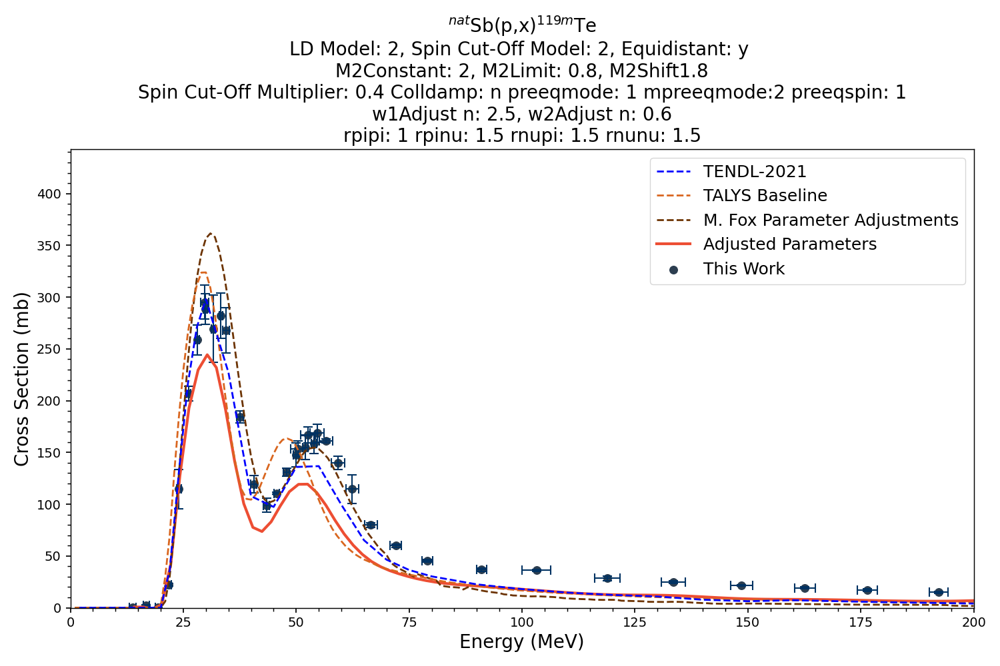 natSb(p,x)119mTe
LD Model: 2, Spin Cut-Off Model: 2, Equidistant: y
M2Constant: 2, M2Limit: 0.8, M2Shift1.8
Spin Cut-Off Multiplier: 0.4 Colldamp: n preeqmode: 1 mpreeqmode:2 preeqspin: 1
w1Adjust n: 2.5, w2Adjust n: 0.6
rpipi: 1 rpinu: 1.5 rnupi: 1.5 rnunu: 1.5
TENDL-2021
TALYS Baseline
M. Fox Parameter Adjustments
Adjusted Parameters
This Work
Cross Section (mb)
400
350
300
250
200
150
100
50
0
0 25 50 75 100 125 150 175 200
Energy (MeV)